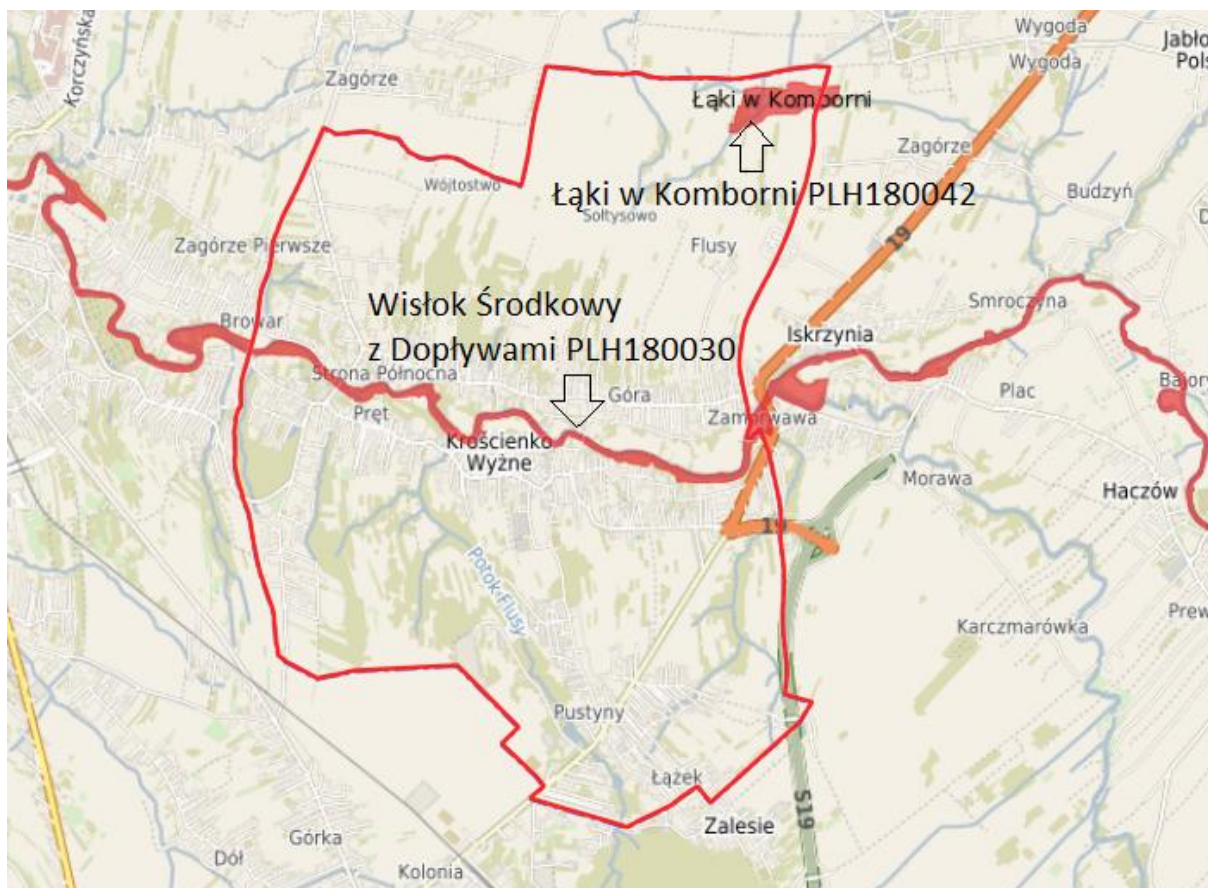 Wygoda
Wygoda
Jabło
Pols
Korczyńska
Zagórze
Łąki w Komborni
Zagórze
Wójtostwo
Łąki w Komborni PLH180042
Budzyń
Sołtysowo
Zagórze Pierwsze
Flusy
19
Wisłok Środkowy
z Dopływami PLH180030
Smroczyna
Browar
Iskrzynia
Strona Północna
Góra
Plac
Bajory
Pręt
Zamorwawa
Krościenko
Wyżne
Morawa
Haczów
19
Potok Flusy
Prew
Karczmarówka
Pustyny
Łążek
S19
Zalesie
Górka
Dół
Kolonia